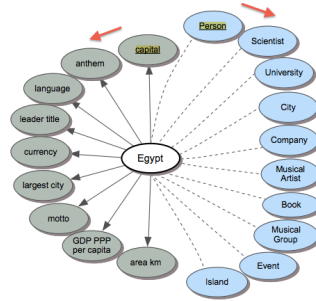 capital
anthem
language
leader title
currency
largest city
motto
GDP PPP
per capita
area km
Egypt
Person
Scientist
University
City
Company
Musical
Artist
Book
Musical
Group
Event
Island